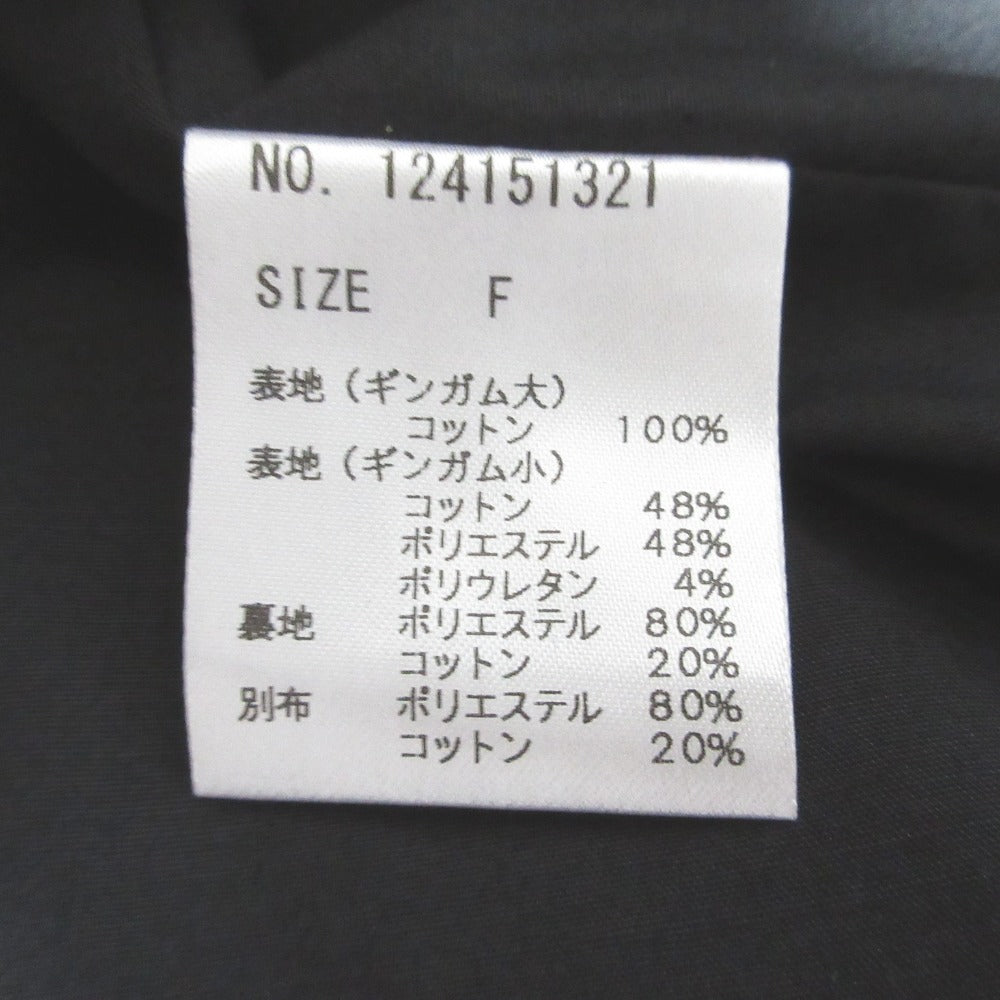 NO. 124151321
SIZE F
表地（ギンガム大）
コットン 100%
表地（ギンガム小）
コットン 48%
ポリエステル 48%
ポリウレタン 4%
裏地 ポリエステル 80%
コットン 20%
別布 ポリエステル 80%
コットン 20%